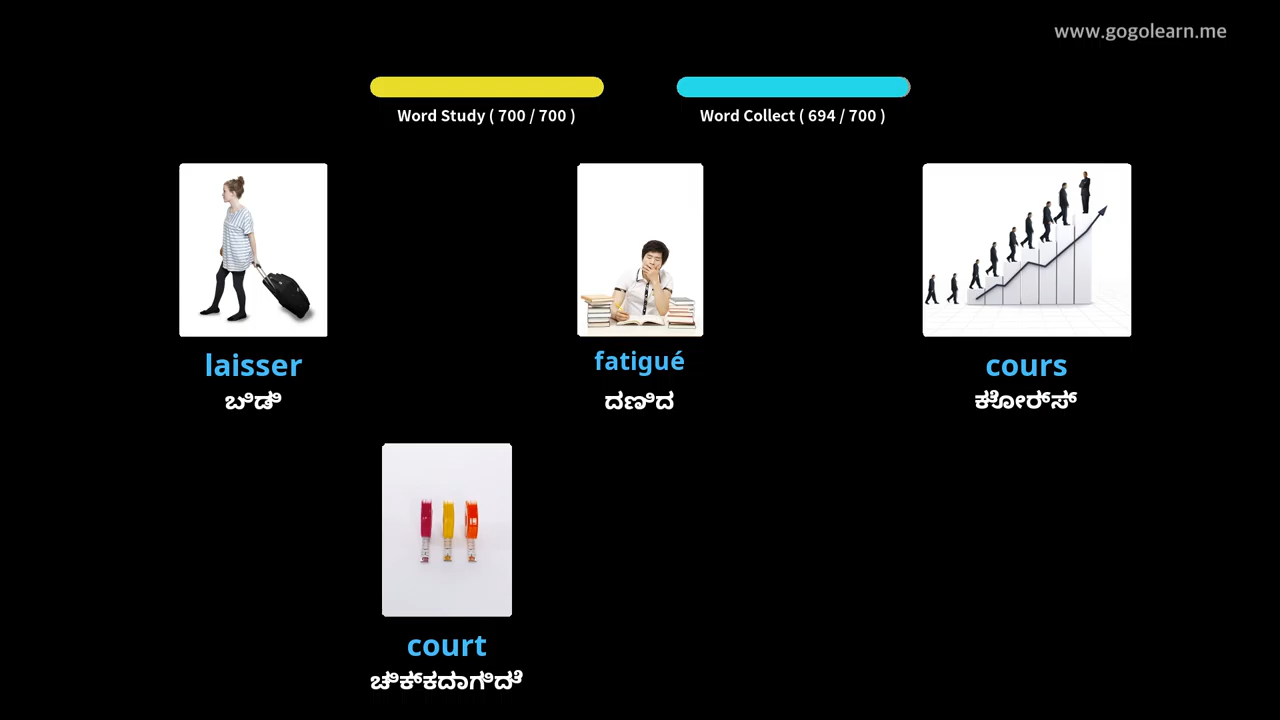 www.gogolearn.me
Word Study ( 700 / 700 )
Word Collect ( 694 / 700 )
laisser
ಬಿಡಿ
fatigué
ದಣಿದ
cours
ಕೋರ್ಸ್
court
ಚಿಕ್ಕದಾಗಿದೆ